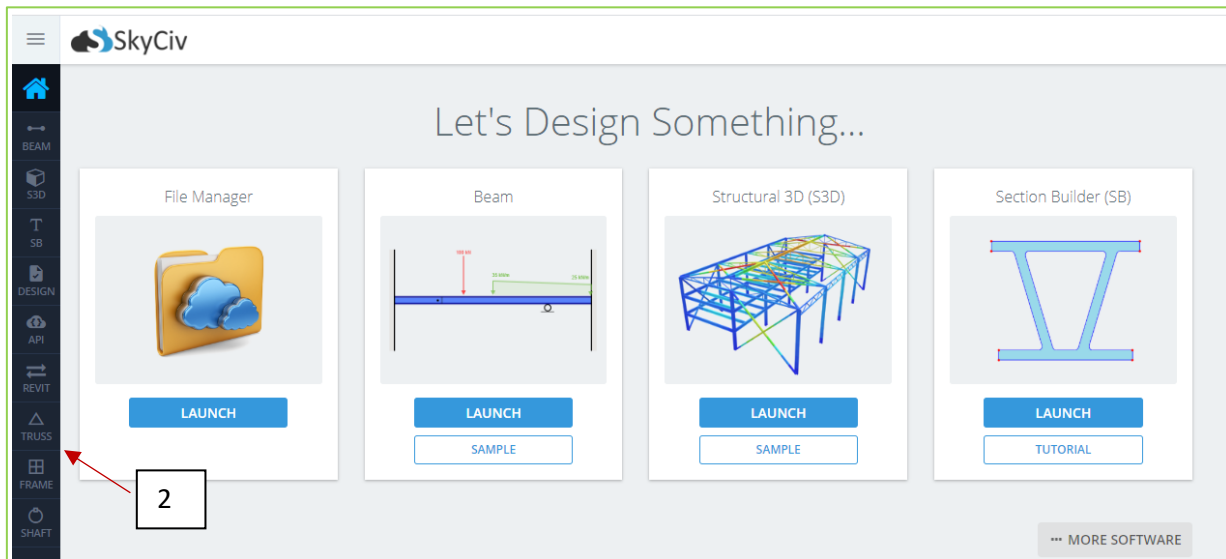 SkyCiv
Let's Design Something...
BEAM
S3D
T
SB
DESIGN
API
REVIT
TRUSS
FRAME
SHAFT
File Manager
LAUNCH
Beam
LAUNCH
SAMPLE
Structural 3D (S3D)
LAUNCH
SAMPLE
Section Builder (SB)
LAUNCH
TUTORIAL
2
••• MORE SOFTWARE